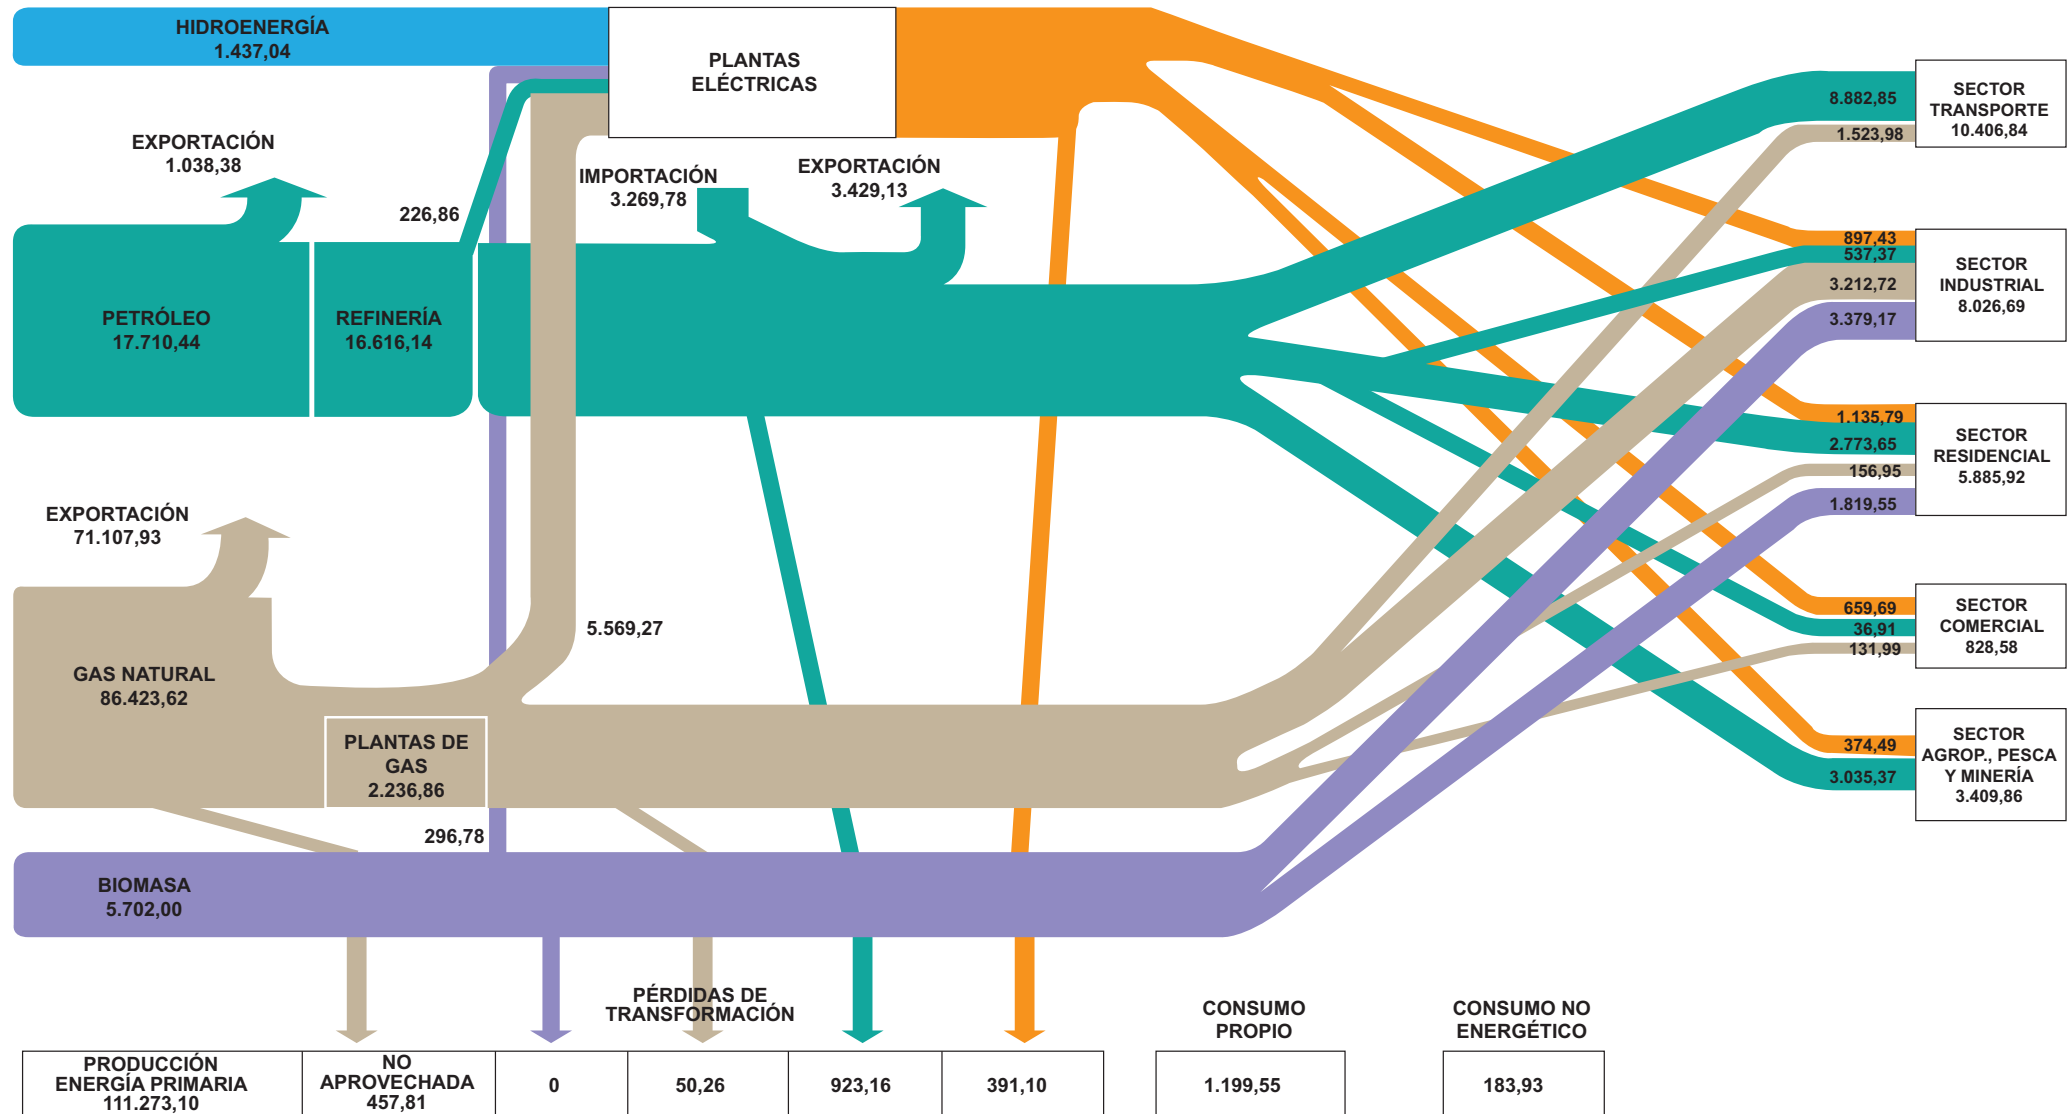 HIDROENERGÍA
1.437,04
PLANTAS
ELÉCTRICAS
EXPORTACIÓN
1.038,38
226,86
IMPORTACIÓN
3.269,78
EXPORTACIÓN
3.429,13
PETRÓLEO
17.710,44
REFINERÍA
16.616,14
EXPORTACIÓN
71.107,93
5.569,27
GAS NATURAL
86.423,62
PLANTAS DE
GAS
2.236,86
296,78
BIOMASA
5.702,00
8.882,85
1.523,98
SECTOR
TRANSPORTE
10.406,84
897,43
537,37
3.212,72
3.379,17
SECTOR
INDUSTRIAL
8.026,69
1.135,79
2.773,65
156,95
1.819,55
SECTOR
RESIDENCIAL
5.885,92
659,69
36,91
131,99
SECTOR
COMERCIAL
828,58
374,49
3.035,37
SECTOR
AGROP., PESCA
Y MINERÍA
3.409,86
PÉRDIDAS DE
TRANSFORMACIÓN
CONSUMO
PROPIO
CONSUMO NO
ENERGÉTICO
PRODUCCIÓN
ENERGÍA PRIMARIA
111.273,10
NO
APROVECHADA
457,81
0
50,26
923,16
391,10
1.199,55
183,93